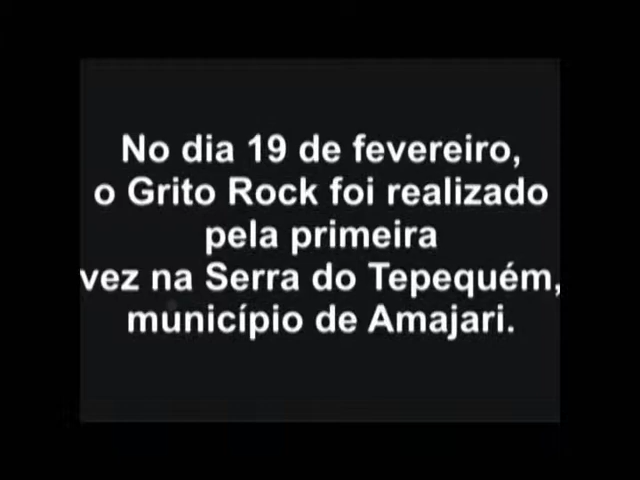 No dia 19 de fevereiro,
o Grito Rock foi realizado
pela primeira
vez na Serra do Tepequém,
município de Amajari.